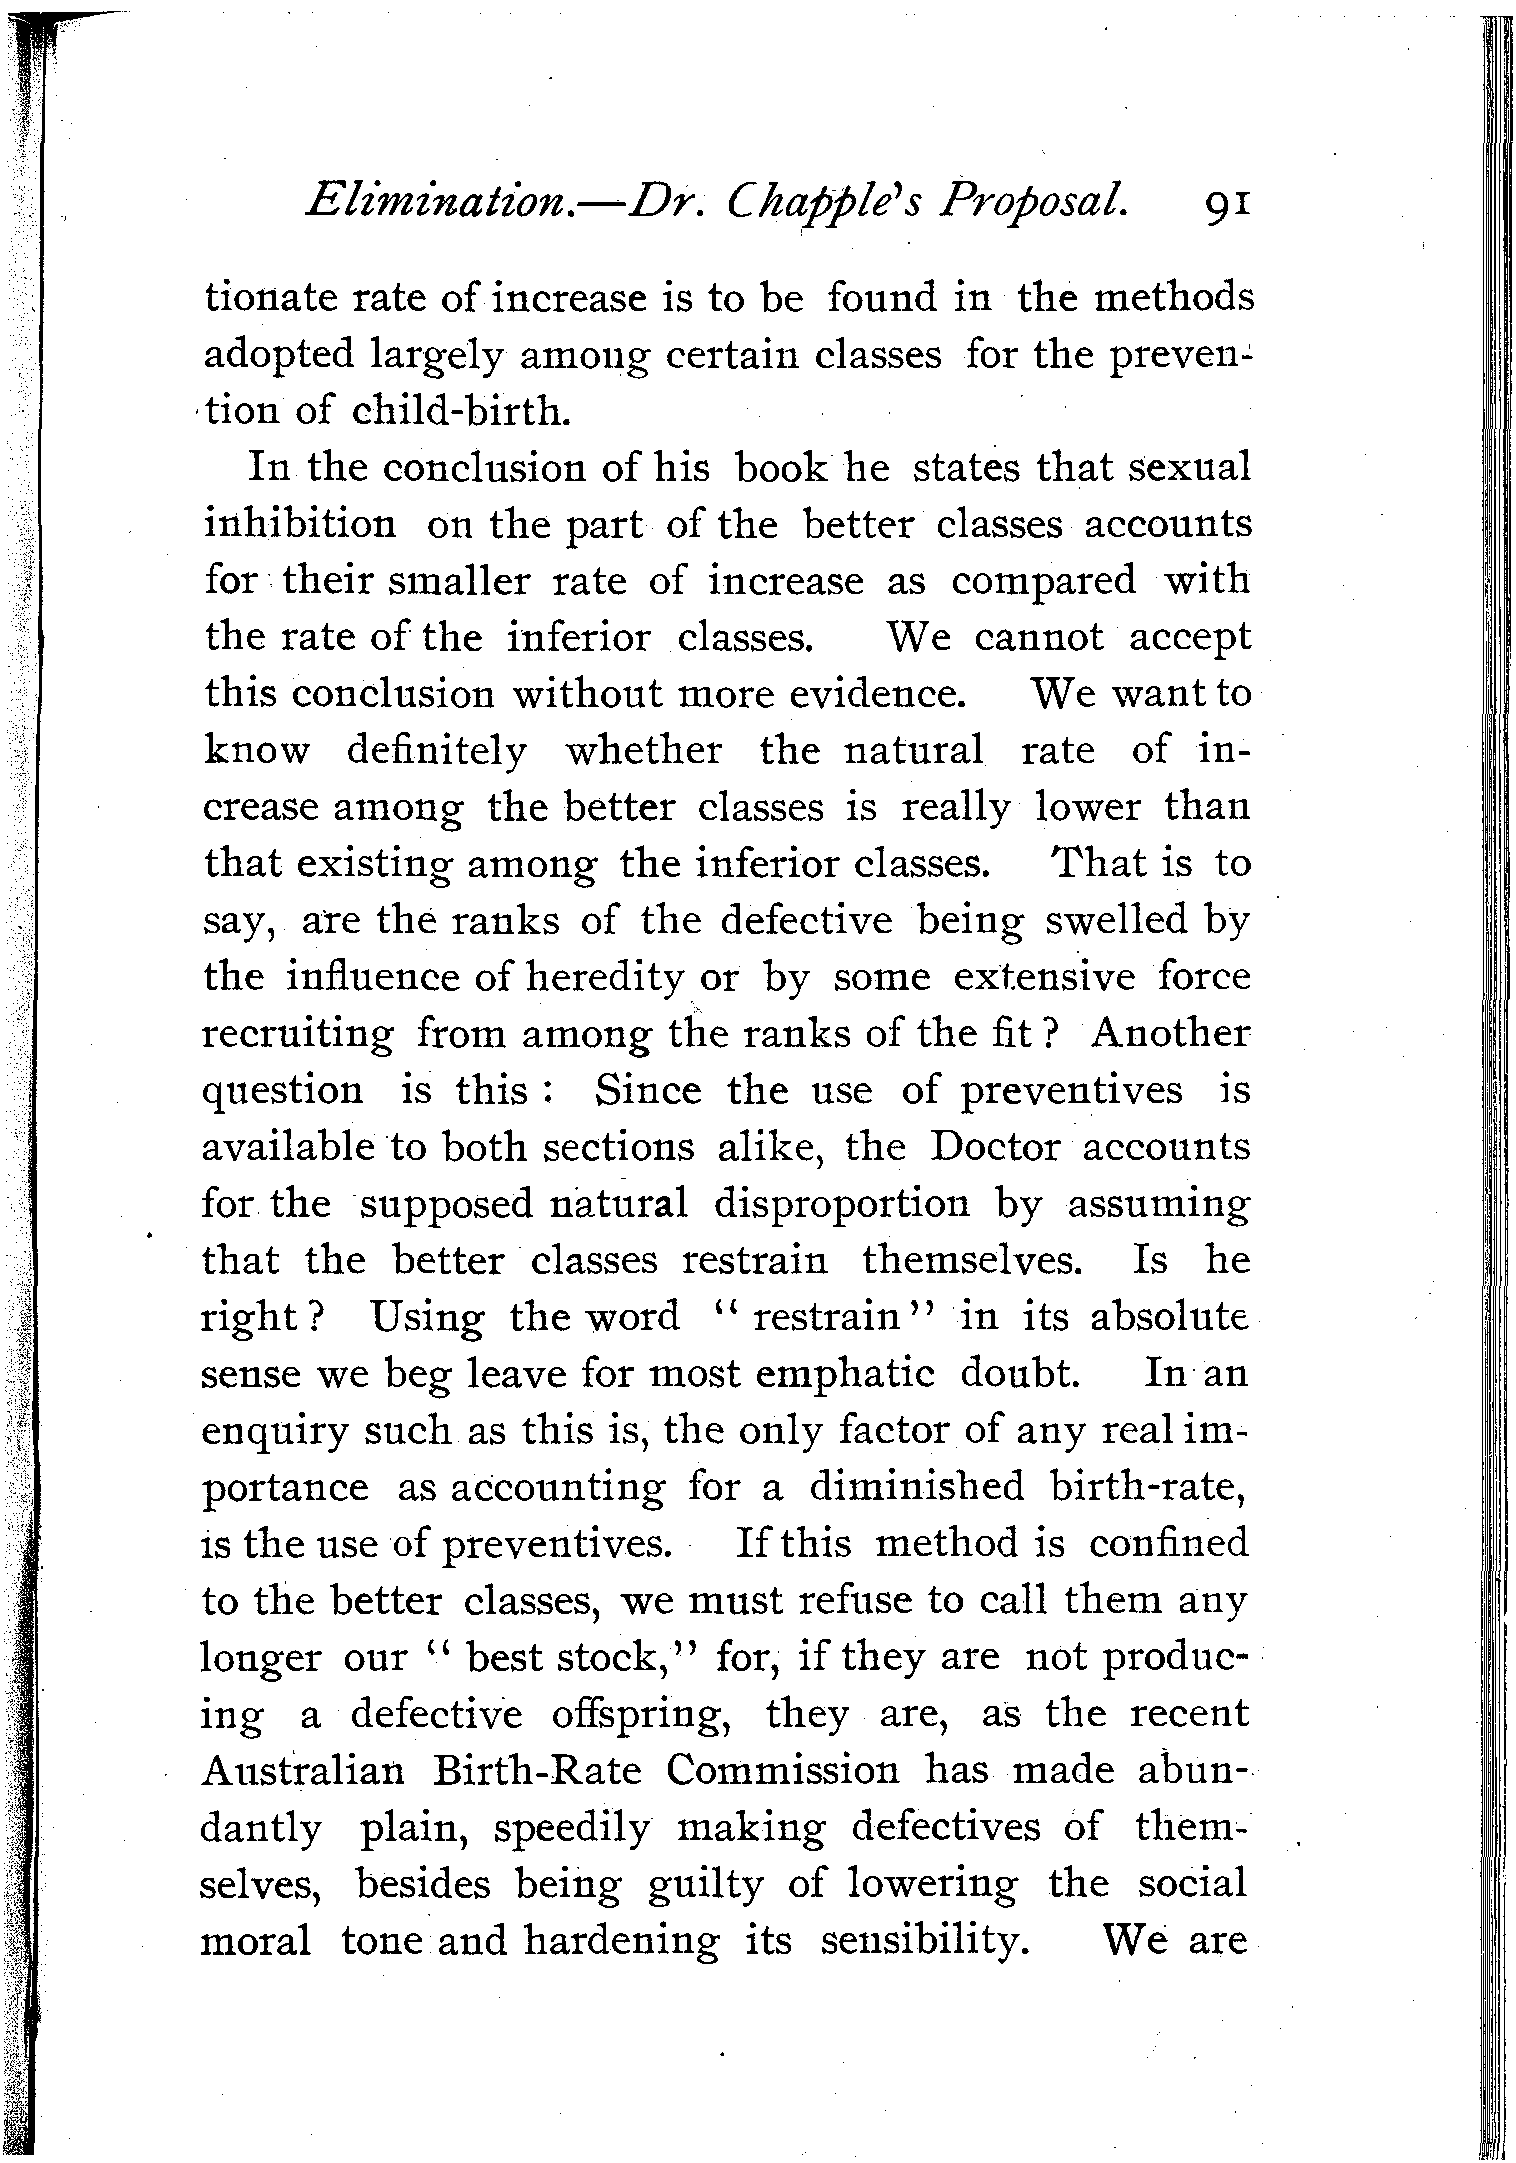 Elimination.—Dr. Chapple's Proposal. 91
tionate rate of increase is to be found in the methods
adopted largely among certain classes for the preven-
tion of child-birth.
In the conclusion of his book he states that sexual
inhibition on the part of the better classes accounts
for their smaller rate of increase as compared with
the rate of the inferior classes. We cannot accept
this conclusion without more evidence. We want to
know definitely whether the natural rate of in-
crease among the better classes is really lower than
that existing among the inferior classes. That is to
say, are the ranks of the defective being swelled by
the influence of heredity or by some extensive force
recruiting from among the ranks of the fit ? Another
question is this : Since the use of preventives is
available to both sections alike, the Doctor accounts
for the supposed natural disproportion by assuming
that the better classes restrain themselves. Is he
right ? Using the word " restrain " in its absolute
sense we beg leave for most emphatic doubt. In an
enquiry such as this is, the only factor of any real im-
portance as accounting for a diminished birth-rate,
is the use of preventives. If this method is confined
to the better classes, we must refuse to call them any
longer our " best stock," for, if they are not produc-
ing a defective offspring, they are, as the recent
Australian Birth-Rate Commission has made abun-
dantly plain, speedily making defectives of them-
selves, besides being guilty of lowering the social
moral tone and hardening its sensibility. We are